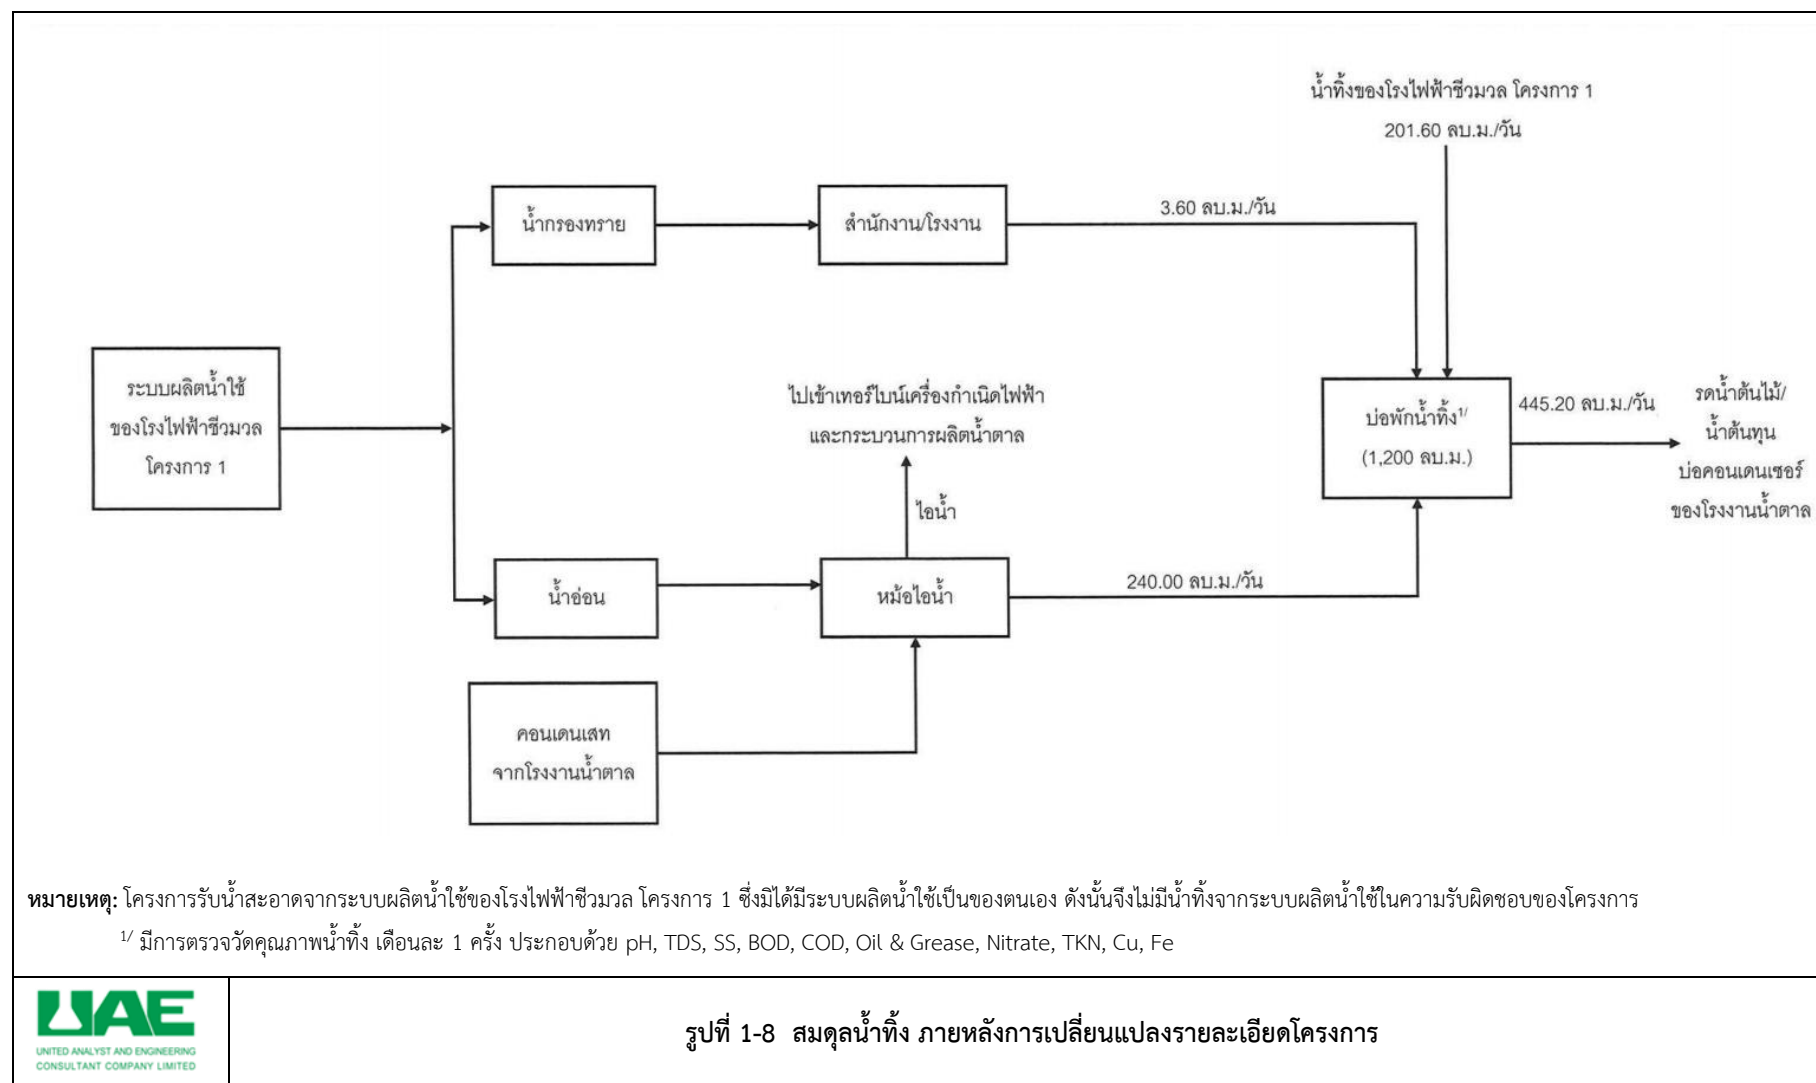 น้ำทิ้งของโรงไฟฟ้าชีวมวล โครงการ 1
201.60 ลบ.ม./วัน
น้ำกรองทราย
สำนักงาน/โรงงาน
3.60 ลบ.ม./วัน
ระบบผลิตน้ำใช้
ของโรงไฟฟ้าชีวมวล
โครงการ 1
ไปเข้าเทอร์ไบน์เครื่องกำเนิดไฟฟ้า
และกระบวนการผลิตน้ำตาล
ไอน้ำ
บ่อพักน้ำทิ้ง1/
(1,200 ลบ.ม.)
445.20 ลบ.ม./วัน
รดน้ำต้นไม้/
น้ำต้นทุน
บ่อคอนเดนเซอร์
ของโรงงานน้ำตาล
น้ำอ่อน
หม้อไอน้ำ
240.00 ลบ.ม./วัน
คอนเดนเสท
จากโรงงานน้ำตาล
หมายเหตุ: โครงการรับน้ำสะอาดจากระบบผลิตน้ำใช้ของโรงไฟฟ้าชีวมวล โครงการ 1 ซึ่งมิได้มีระบบผลิตน้ำใช้เป็นของตนเอง ดังนั้นจึงไม่มีน้ำทิ้งจากระบบผลิตน้ำใช้ในความรับผิดชอบของโครงการ
1/ มีการตรวจวัดคุณภาพน้ำทิ้ง เดือนละ 1 ครั้ง ประกอบด้วย pH, TDS, SS, BOD, COD, Oil & Grease, Nitrate, TKN, Cu, Fe
UAE
UNITED ANALYST AND ENGINEERING
CONSULTANT COMPANY LIMITED
รูปที่ 1-8 สมดุลน้ำทิ้ง ภายหลังการเปลี่ยนแปลงรายละเอียดโครงการ